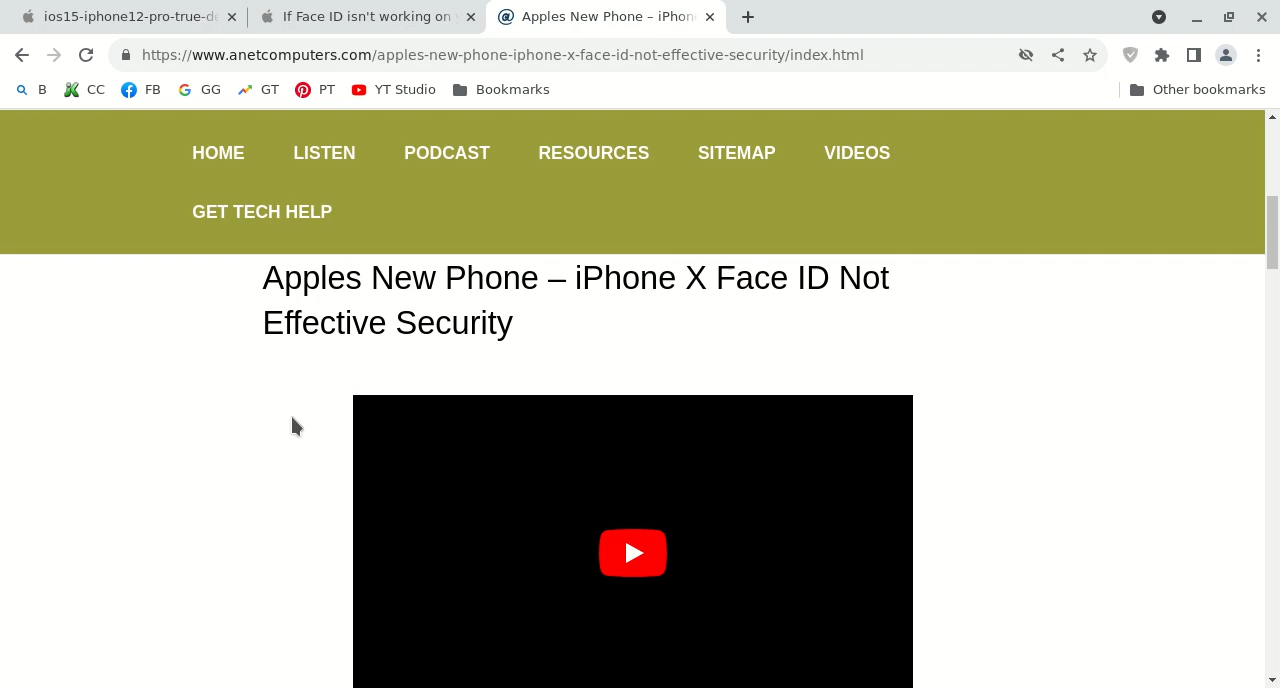 ios15-iphone12-pro-true-de
If Face ID isn't working on
Apples New Phone – iPhon
https://www.anetcomputers.com/apples-new-phone-iphone-x-face-id-not-effective-security/index.html
B CC FB GG GT PT YT Studio Bookmarks Other bookmarks
HOME LISTEN PODCAST RESOURCES SITEMAP VIDEOS
GET TECH HELP
Apples New Phone – iPhone X Face ID Not
Effective Security